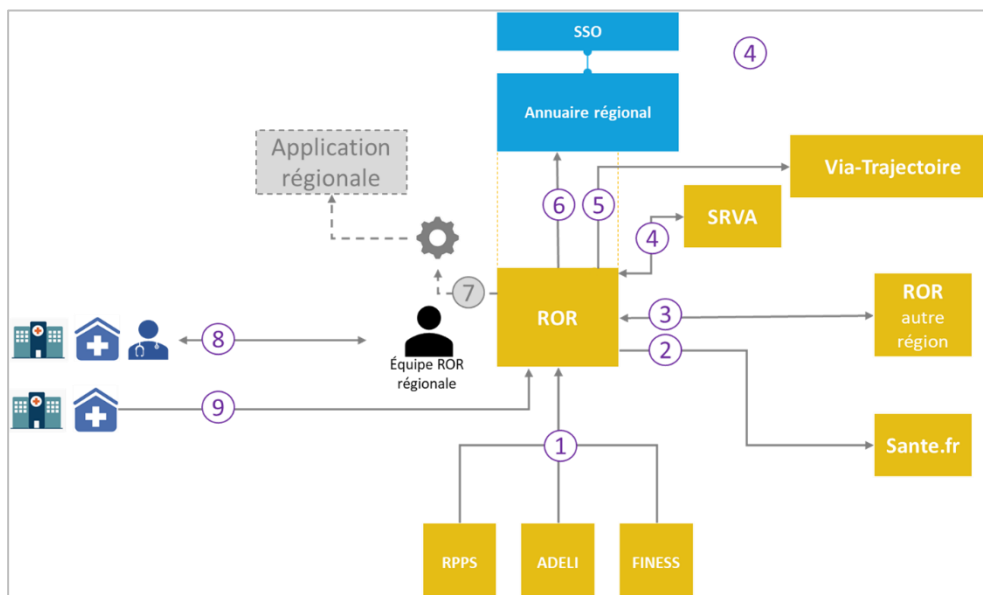 SSO
4
Annuaire régional
Application
régionale
Via-Trajectoire
6
5
SRVA
4
7
ROR
ROR
autre
région
3
2
8
Équipe ROR
régionale
9
1
Sante.fr
RPPS
ADELI
FINESS